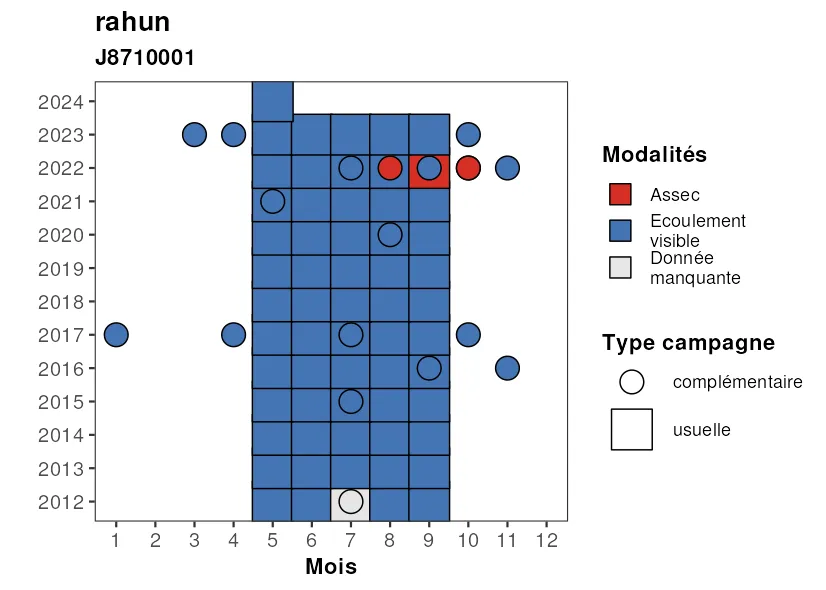 rahun
J8710001
2024
2023
2022
2021
2020
2019
2018
2017
2016
2015
2014
2013
2012
1 2 3 4 5 6 7 8 9 10 11 12
Mois
Modalités
Assec
Ecoulement
visible
Donnée
manquante
Type campagne
complémentaire
usuelle